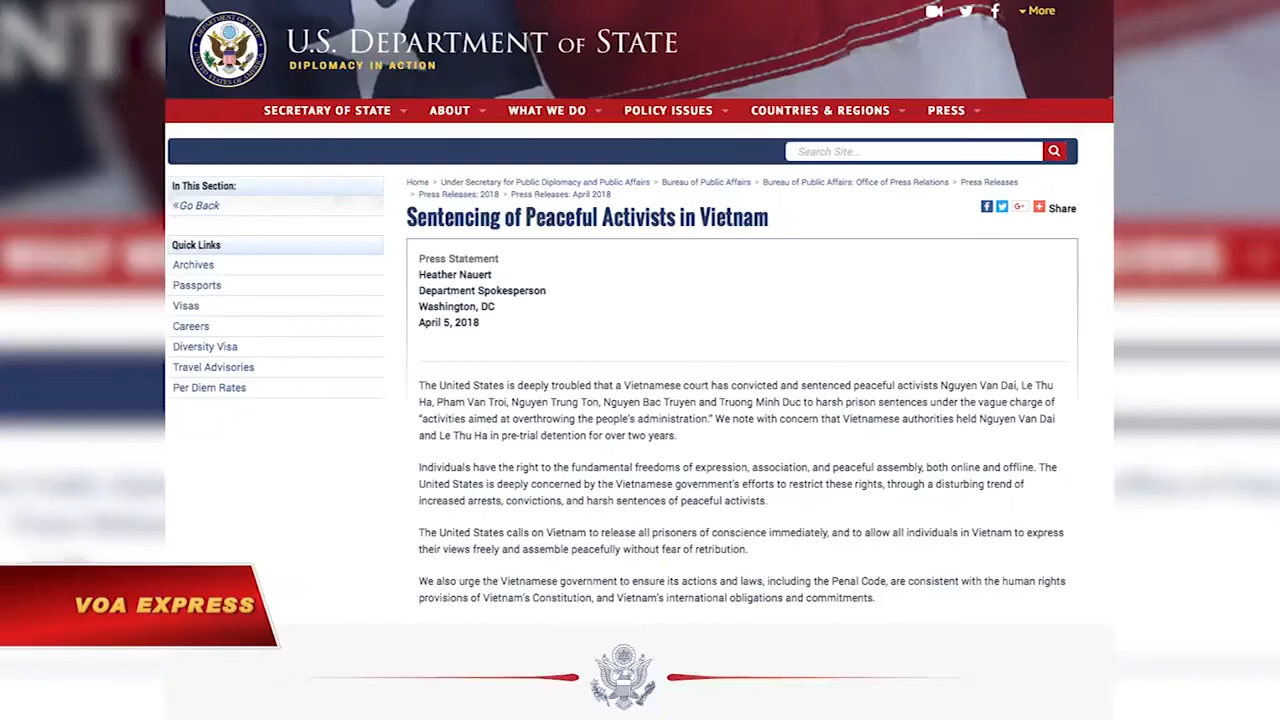 U.S. DEPARTMENT OF STATE
DIPLOMACY IN ACTION
More
SECRETARY OF STATE ABOUT WHAT WE DO POLICY ISSUES COUNTRIES & REGIONS PRESS
Search Site...
In This Section:
«Go Back
Quick Links
Archives
Passports
Visas
Careers
Diversity Visa
Travel Advisories
Per Diem Rates
Home > Under Secretary for Public Diplomacy and Public Affairs > Bureau of Public Affairs > Bureau of Public Affairs: Office of Press Relations > Press Releases
> Press Releases: 2018 > Press Releases: April 2018
Sentencing of Peaceful Activists in Vietnam
Share
Press Statement
Heather Nauert
Department Spokesperson
Washington, DC
April 5, 2018
The United States is deeply troubled that a Vietnamese court has convicted and sentenced peaceful activists Nguyen Van Dai, Le Thu
Ha, Pham Van Troi, Nguyen Trung Ton, Nguyen Bac Truyen and Truong Minh Duc to harsh prison sentences under the vague charge of
“activities aimed at overthrowing the people’s administration.” We note with concern that Vietnamese authorities held Nguyen Van Dai
and Le Thu Ha in pre-trial detention for over two years.
Individuals have the right to the fundamental freedoms of expression, association, and peaceful assembly, both online and offline. The
United States is deeply concerned by the Vietnamese government’s efforts to restrict these rights, through a disturbing trend of
increased arrests, convictions, and harsh sentences of peaceful activists.
The United States calls on Vietnam to release all prisoners of conscience immediately, and to allow all individuals in Vietnam to express
their views freely and assemble peacefully without fear of retribution.
We also urge the Vietnamese government to ensure its actions and laws, including the Penal Code, are consistent with the human rights
provisions of Vietnam’s Constitution, and Vietnam’s international obligations and commitments.
VOA EXPRESS